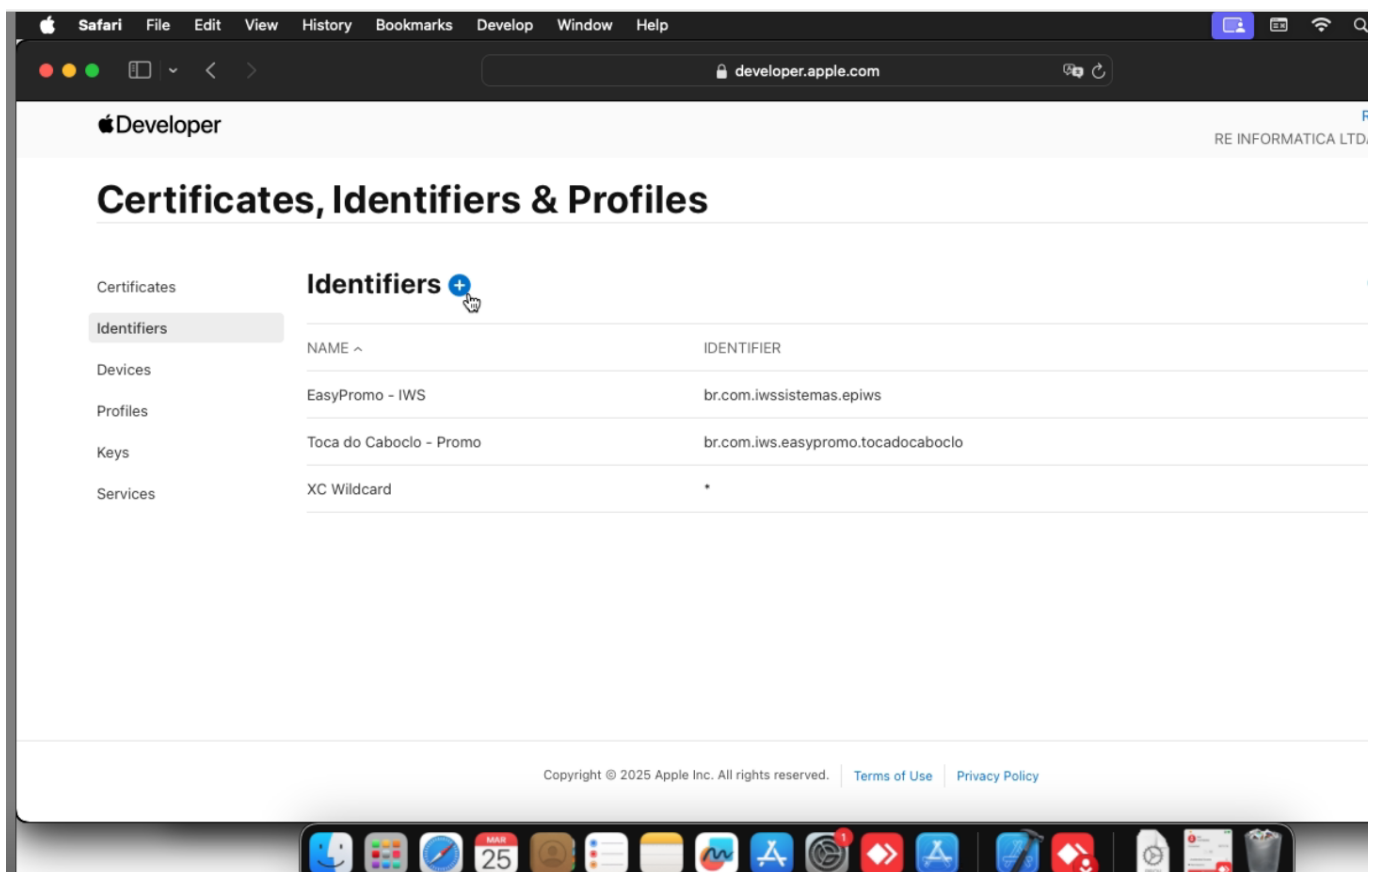 Safari File Edit View History Bookmarks Develop Window Help
developer.apple.com
Developer
RE INFORMATICA LTD
Certificates, Identifiers & Profiles
Certificates
Identifiers
Devices
Profiles
Keys
Services
Identifiers
NAME IDENTIFIER
EasyPromo - IWS br.com.iwssistemas.epiws
Toca do Caboclo - Promo br.com.iws.easypromo.tocadocaboclo
XC Wildcard *
Copyright © 2025 Apple Inc. All rights reserved. Terms of Use Privacy Policy
MAR
25
1